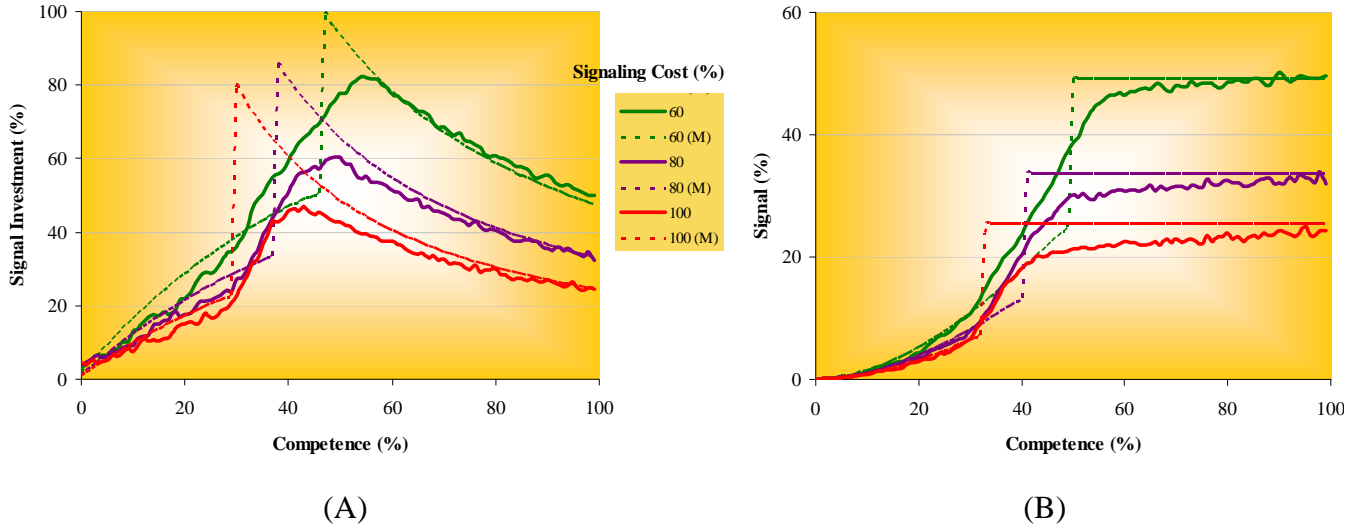 100
80
60
40
20
0
Signal Investment (%)
0 20 40 60 80 100
Competence (%)
Signaling Cost (%)
60
60 (M)
80
80 (M)
100
100 (M)
60
40
20
0
Signal (%)
0 20 40 60 80 100
Competence (%)
(A)
(B)